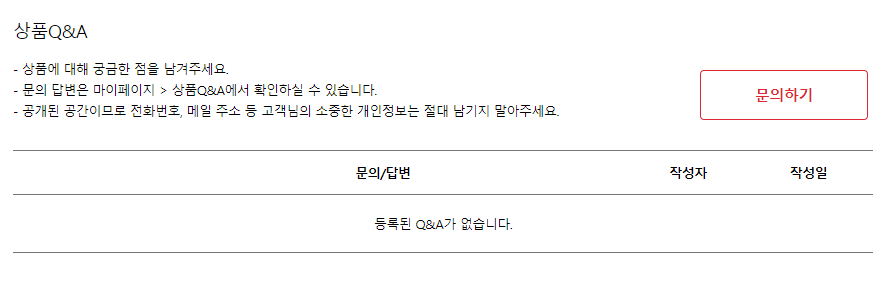 상품Q&A
- 상품에 대해 궁금한 점을 남겨주세요.
- 문의 답변은 마이페이지 > 상품Q&A에서 확인하실 수 있습니다.
- 공개된 공간이므로 전화번호, 메일 주소 등 고객님의 소중한 개인정보는 절대 남기지 말아주세요.
문의하기
문의/답변 작성자 작성일
등록된 Q&A가 없습니다.